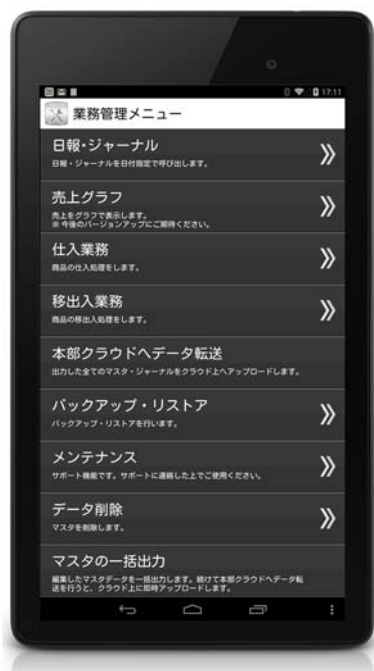 17:11
業務管理メニュー
日報・ジャーナル
日報・ジャーナルを日付指定で呼び出します。
売上グラフ
売上をグラフで表示します。
※ 今後のバージョンアップにご期待ください。
仕入業務
商品の仕入処理をします。
移出入業務
商品の移出入処理をします。
本部クラウドへデータ転送
出力した全てのマスタ・ジャーナルをクラウド上へアップロードします。
バックアップ・リストア
バックアップ・リストアを行います。
メンテナンス
サポート機能です。サポートに連絡した上でご使用ください。
データ削除
マスタを削除します。
マスタの一括出力
編集したマスタデータを一括出力します。続けて本部クラウドへデータ転
送を行うと、クラウド上に即時アップロードします。